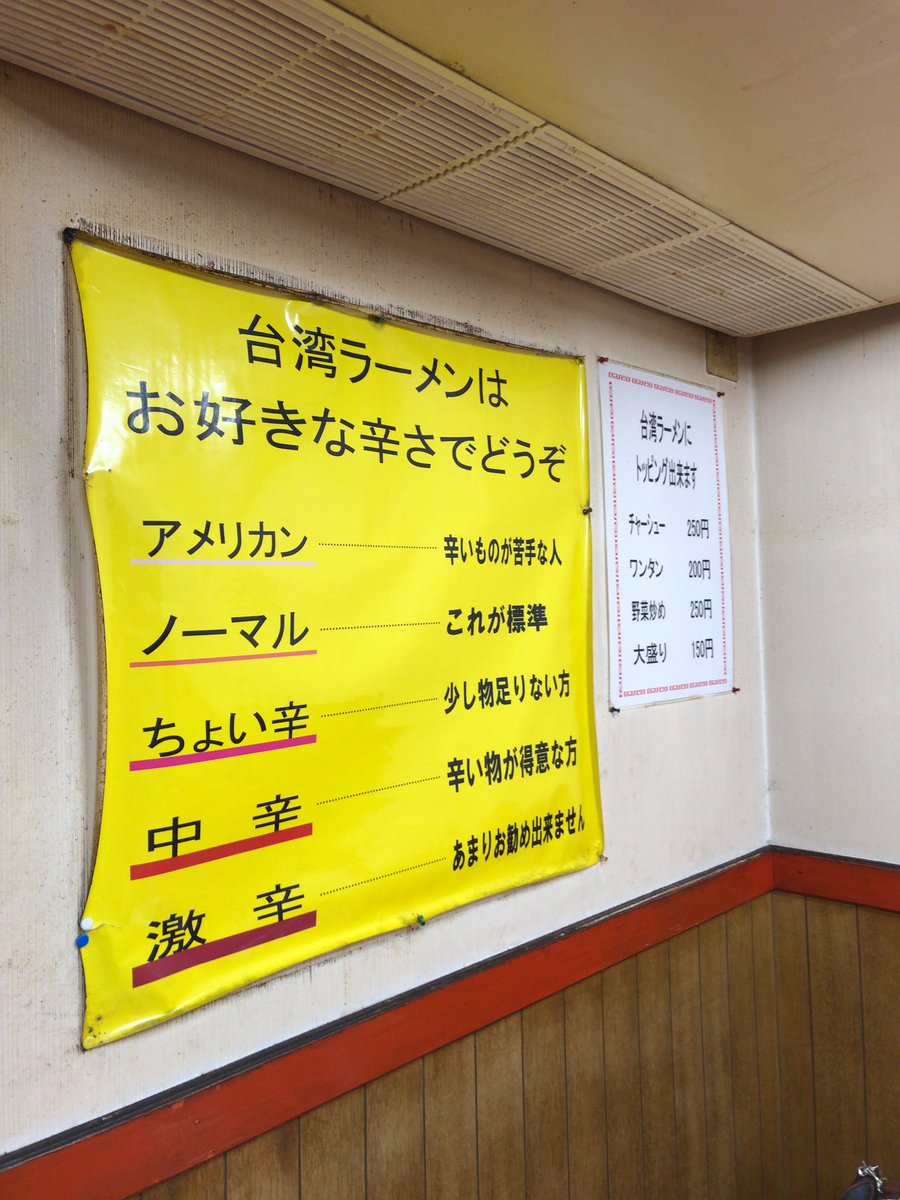 台湾ラーメンは
お好きな辛さでどうぞ
アメリカン 辛いものが苦手な人
ノーマル これが標準
ちょい辛 少し物足りない方
中 辛 辛い物が得意な方
激 辛 あまりお勧め出来ません
台湾ラーメンに
トッピング出来ます
チャーシュー 250円
ワンタン 200円
野菜炒め 250円
大盛り 150円